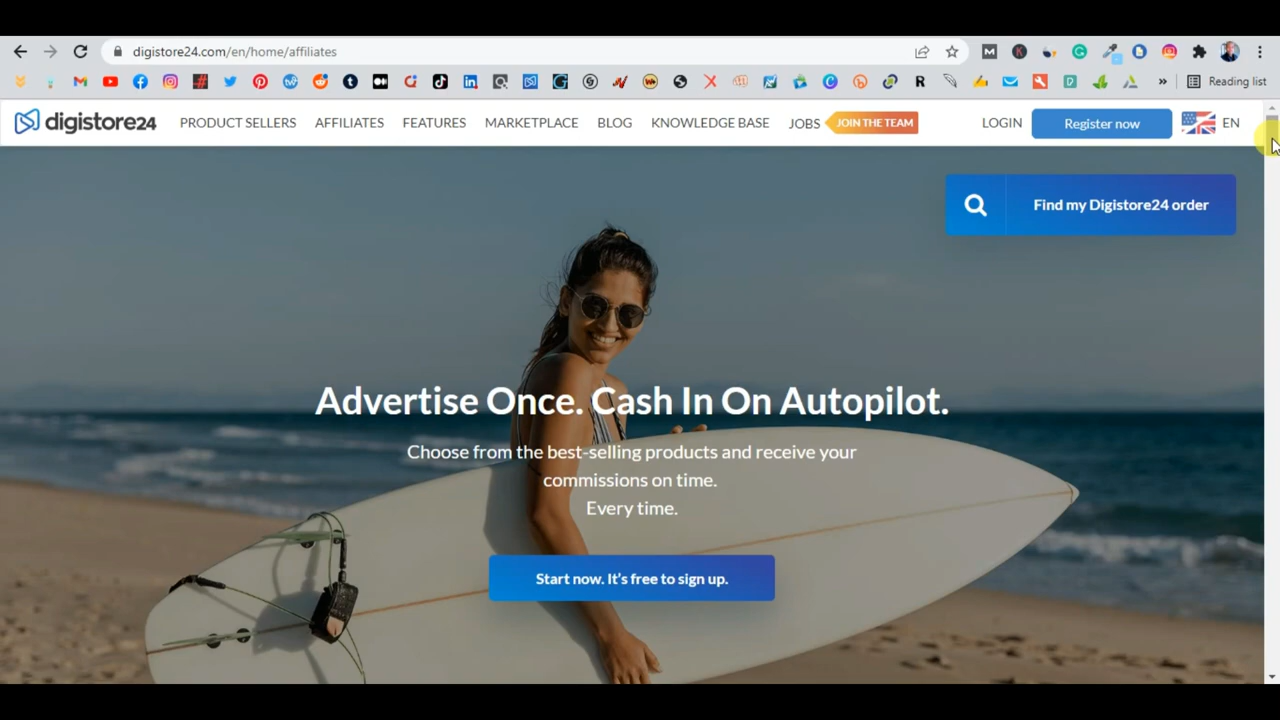 digistore24.com/en/home/affiliates
Reading list
digistore24
PRODUCT SELLERS
AFFILIATES
FEATURES
MARKETPLACE
BLOG
KNOWLEDGE BASE
JOBS
JOIN THE TEAM
LOGIN
Register now
EN
Find my Digistore24 order
Advertise Once. Cash In On Autopilot.
Choose from the best-selling products and receive your
commissions on time.
Every time.
Start now. It's free to sign up.